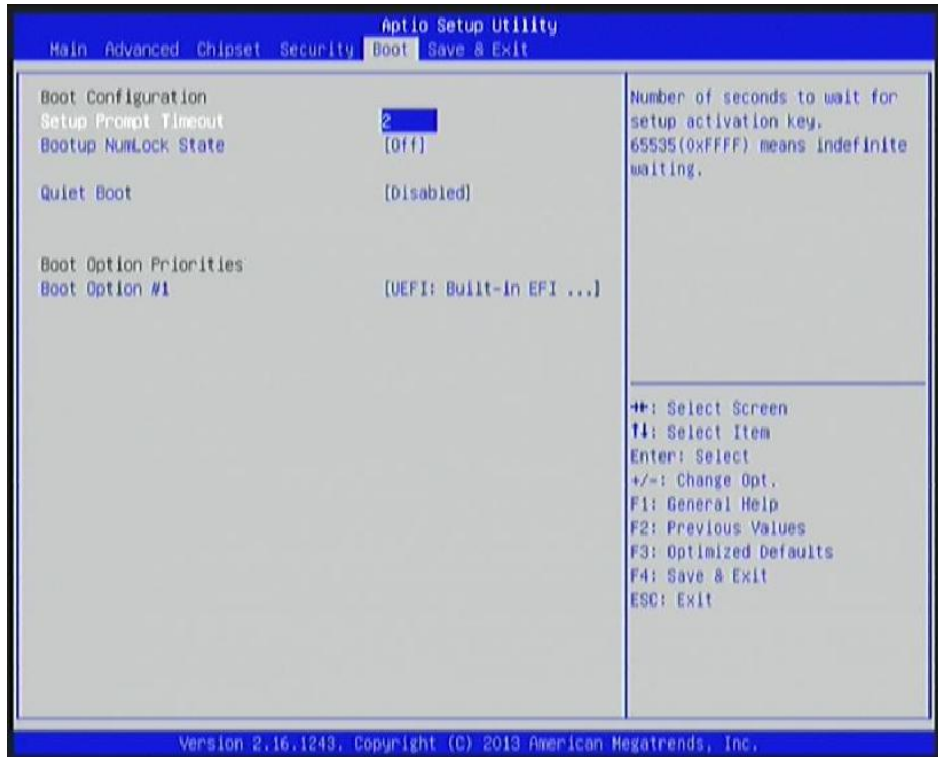 Aptio Setup Utility
Main Advanced Chipset Security Boot Save & Exit
Boot Configuration
Setup Prompt Timeout 2
Bootup NumLock State [Off]
Quiet Boot [Disabled]
Boot Option Priorities
Boot Option #1 [UEFI: Built-in EFI ...]
Number of seconds to wait for
setup activation key.
65535(0xFFFF) means indefinite
waiting.
→←: Select Screen
↑↓: Select Item
Enter: Select
+/-: Change Opt.
F1: General Help
F2: Previous Values
F3: Optimized Defaults
F4: Save & Exit
ESC: Exit
Version 2.16.1243. Copyright (C) 2013 American Megatrends, Inc.